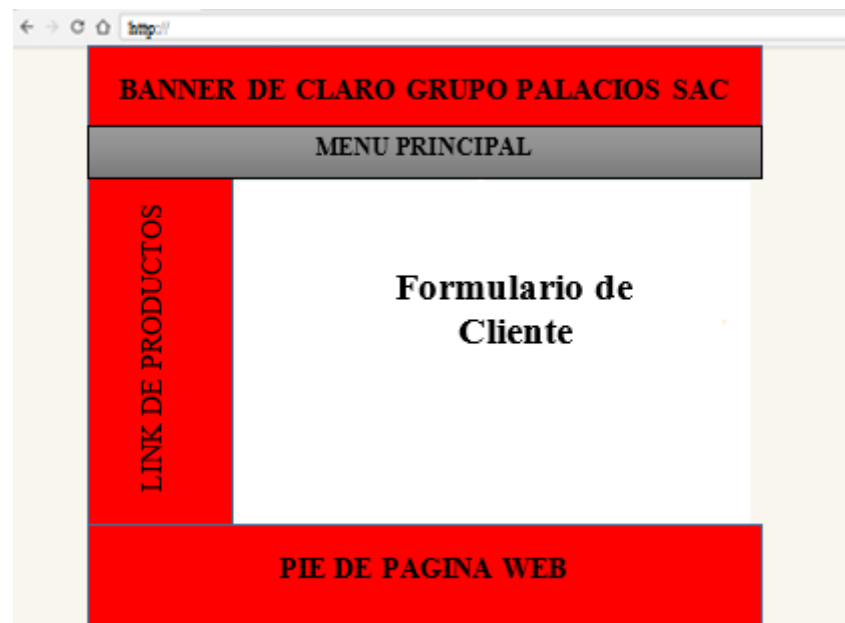 http://
BANNER DE CLARO GRUPO PALACIOS SAC
MENU PRINCIPAL
LINK DE PRODUCTOS
Formulario de
Cliente
PIE DE PAGINA WEB